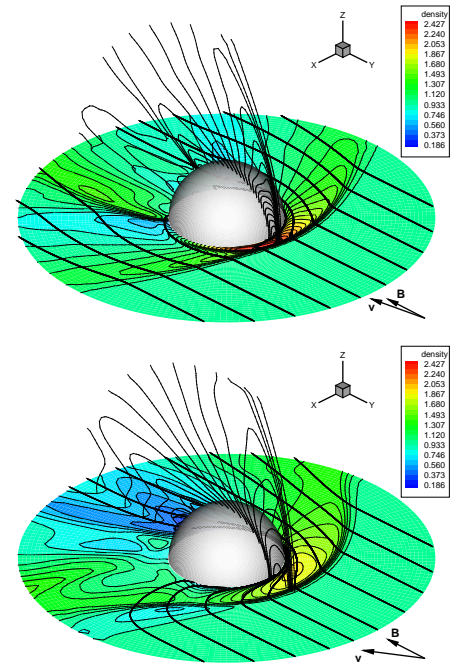 density
2.427
2.240
2.053
1.867
1.680
1.493
1.307
1.120
0.933
0.746
0.560
0.373
0.186
Z
X
Y
B
v
density
2.427
2.240
2.053
1.867
1.680
1.493
1.307
1.120
0.933
0.746
0.560
0.373
0.186
Z
X
Y
B
v